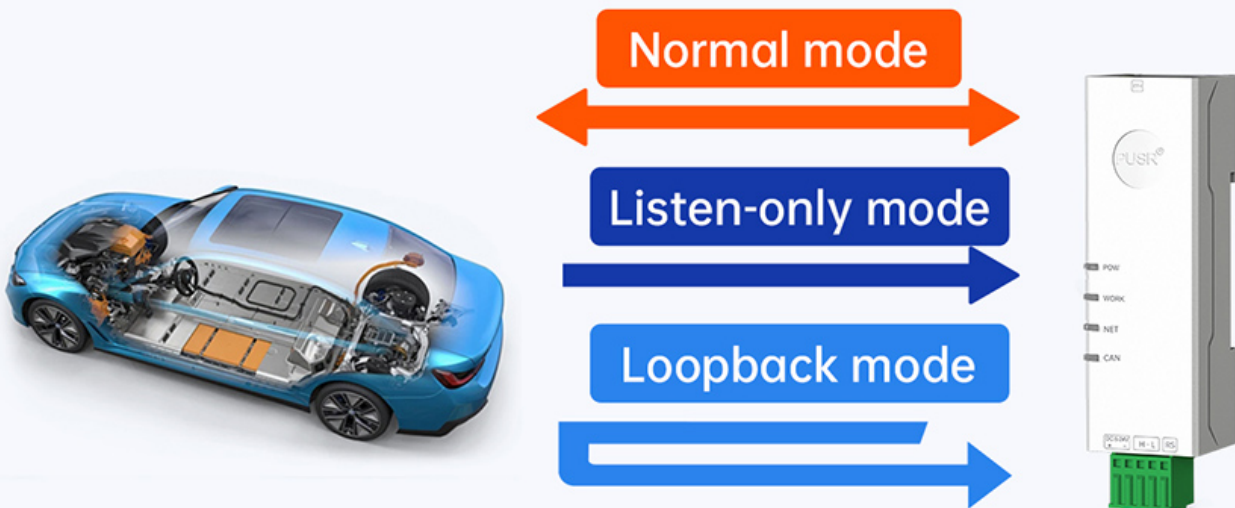 Normal mode
Listen-only mode
Loopback mode
PUSR
POW
WORK
NET
CAN
H - L
RS